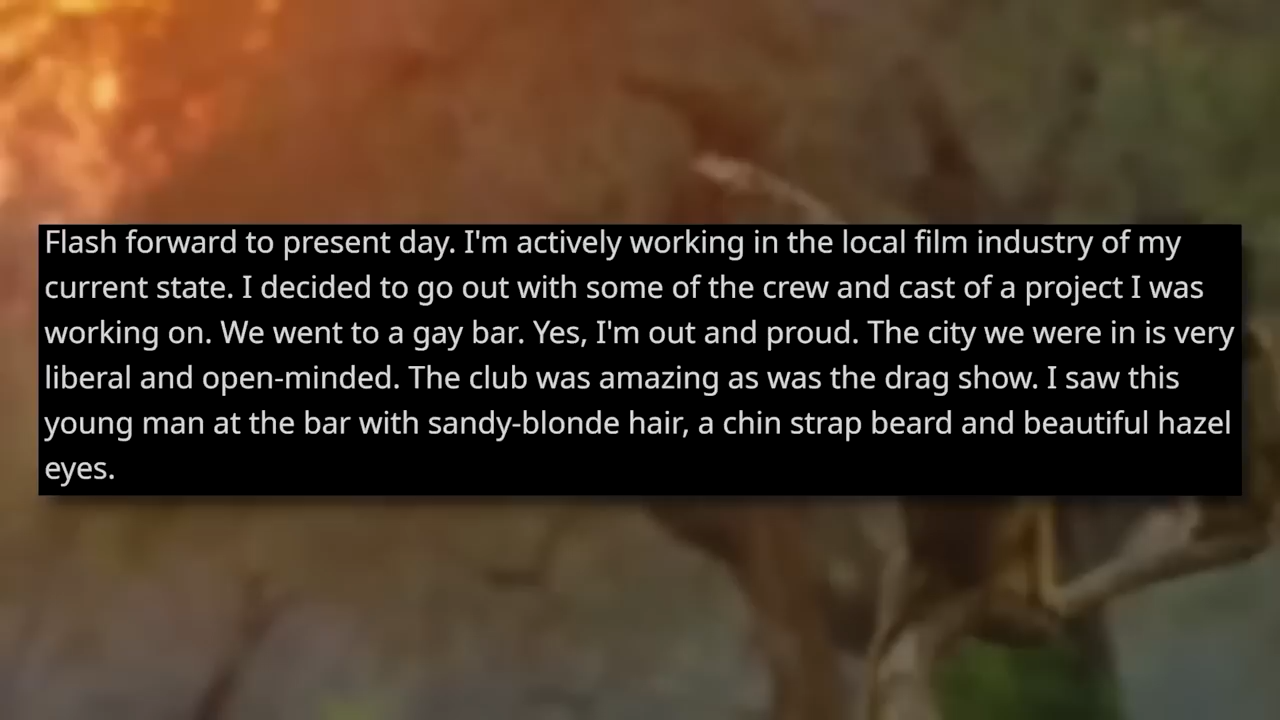 Flash forward to present day. I'm actively working in the local film industry of my
current state. I decided to go out with some of the crew and cast of a project I was
working on. We went to a gay bar. Yes, I'm out and proud. The city we were in is very
liberal and open-minded. The club was amazing as was the drag show. I saw this
young man at the bar with sandy-blonde hair, a chin strap beard and beautiful hazel
eyes.